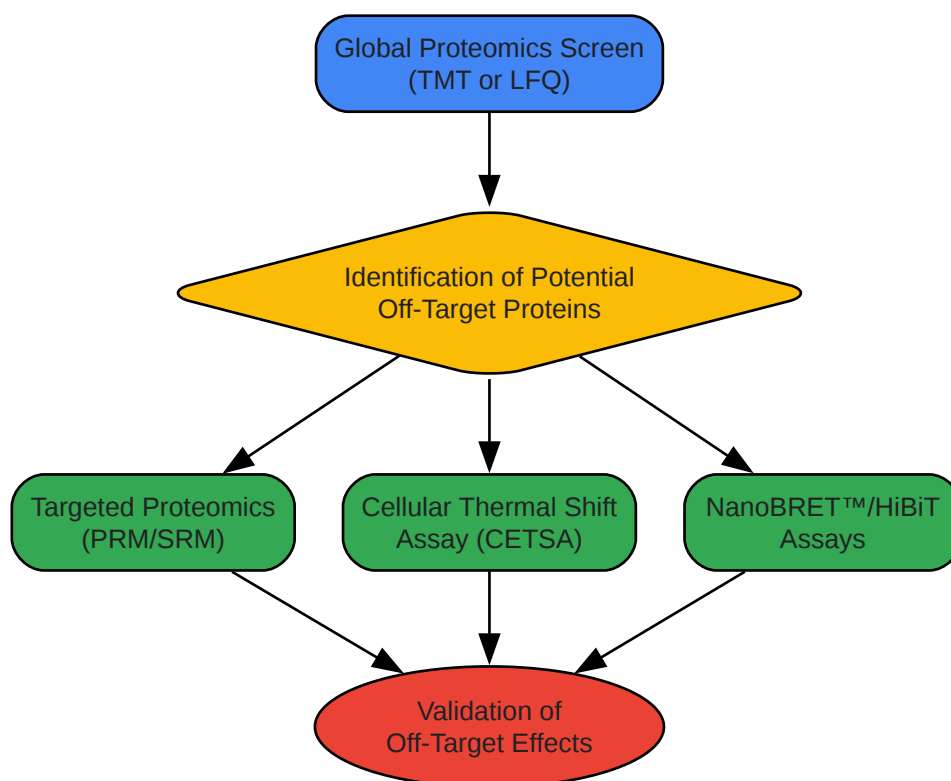 Global Proteomics Screen
(TMT or LFQ)
Identification of Potential
Off-Target Proteins
Targeted Proteomics
(PRM/SRM)
Cellular Thermal Shift
Assay (CETSA)
NanoBRET™/HiBiT
Assays
Validation of
Off-Target Effects